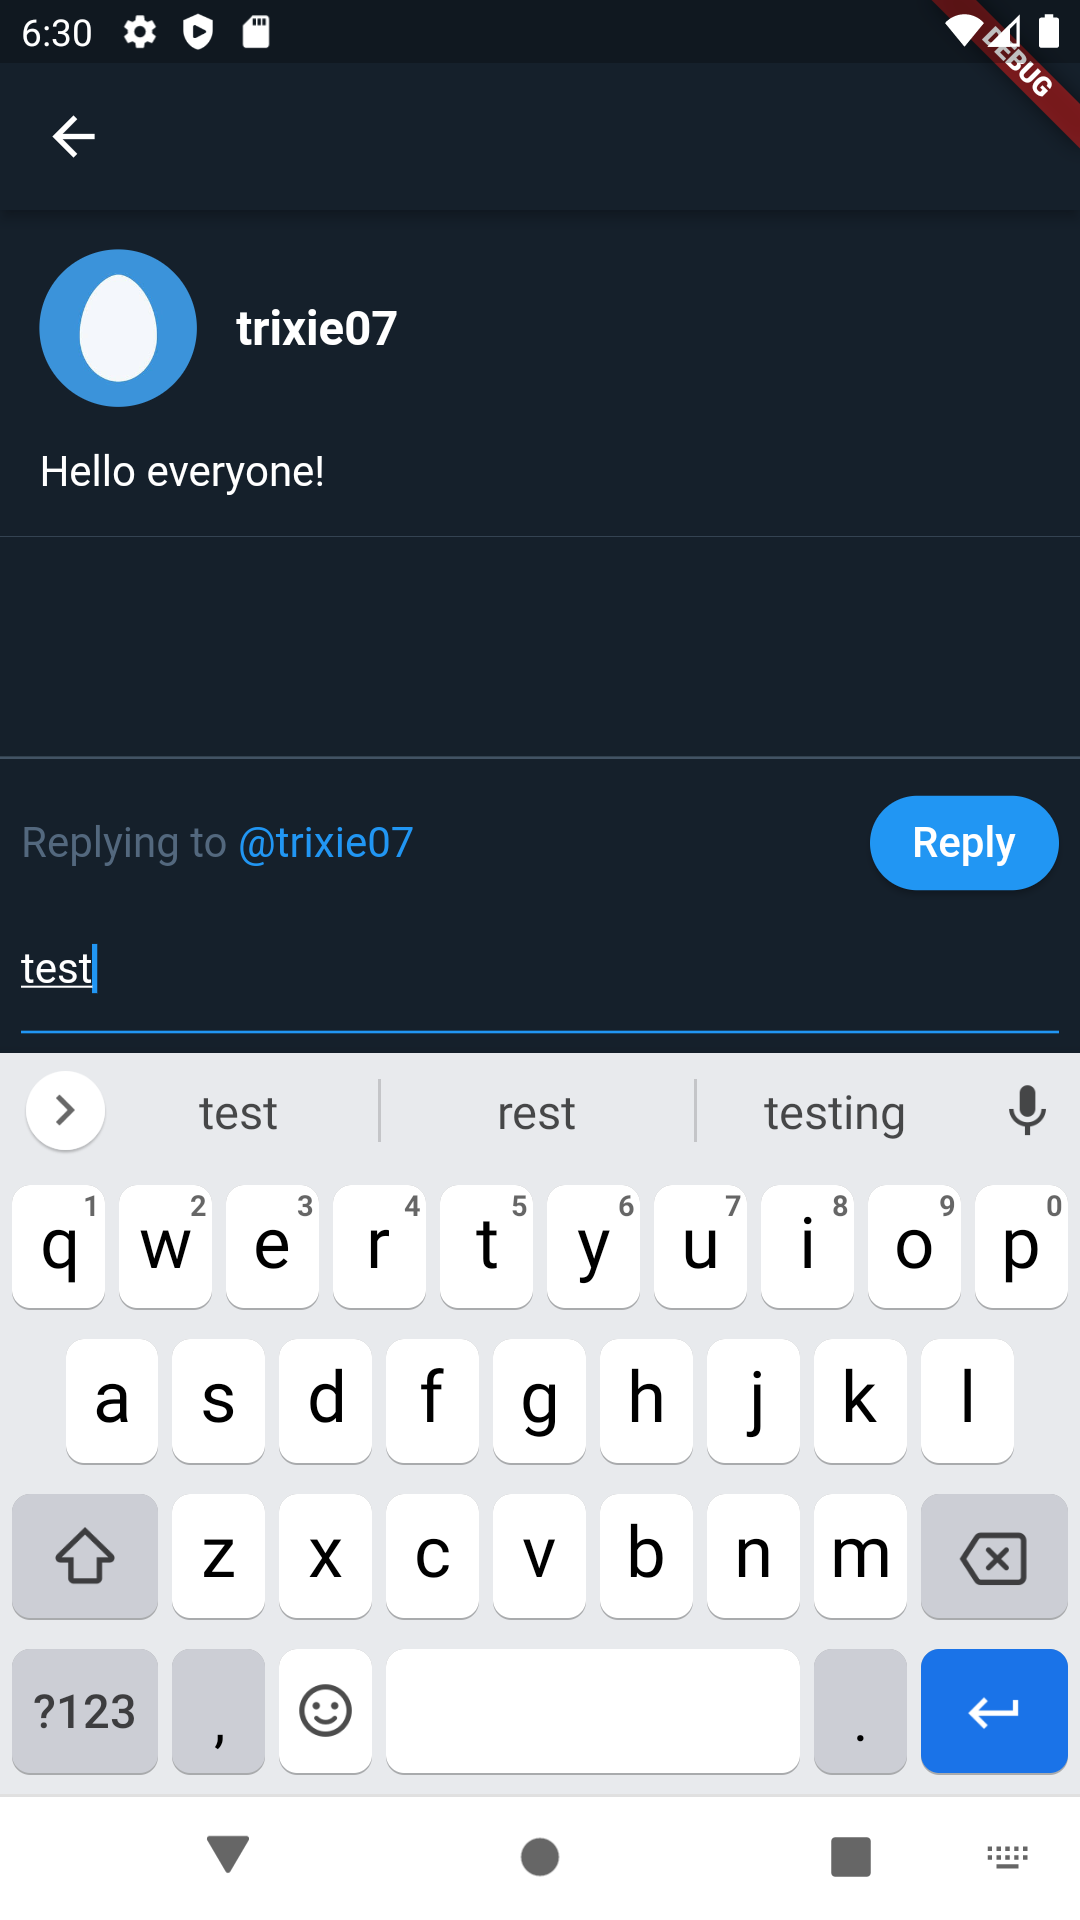 6:30
DEBUG
trixie07
Hello everyone!
Replying to @trixie07
Reply
test
test rest testing
1 2 3 4 5 6 7 8 9 0
q w e r t y u i o p
a s d f g h j k l
z x c v b n m
?123 , .